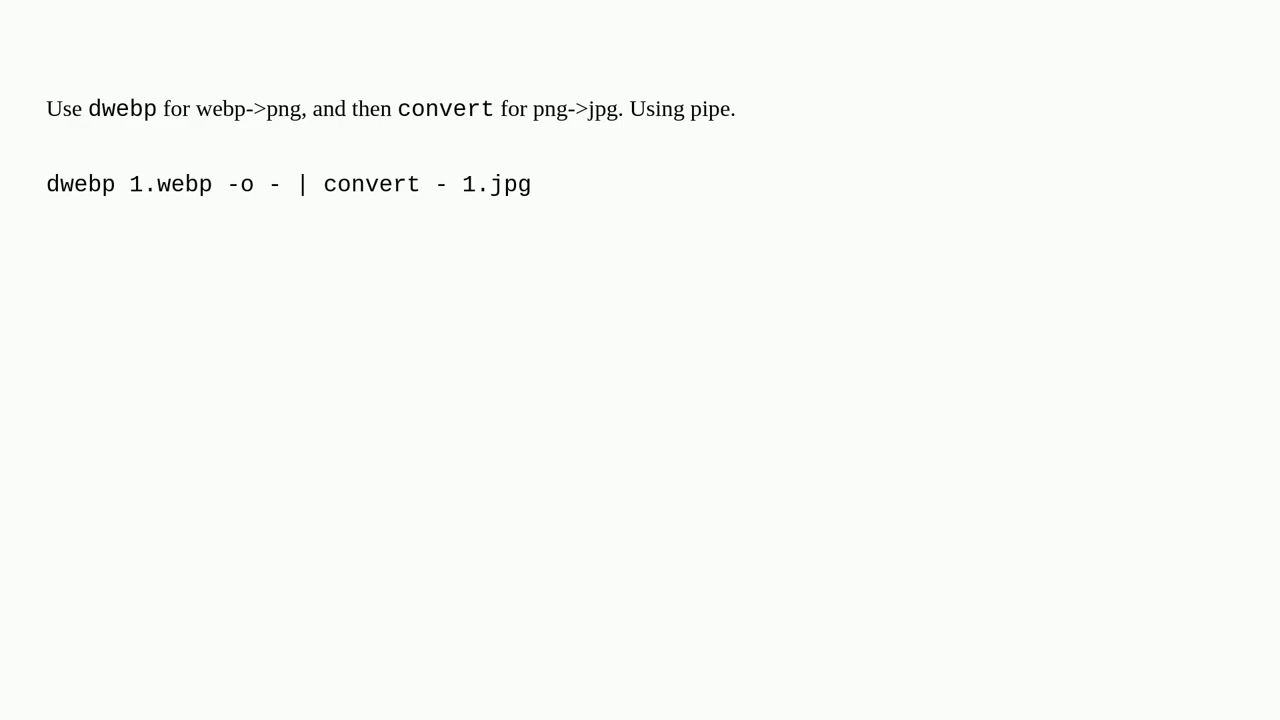 Use dwebp for webp->png, and then convert for png->jpg. Using pipe.
dwebp 1.webp -o - | convert - 1.jpg